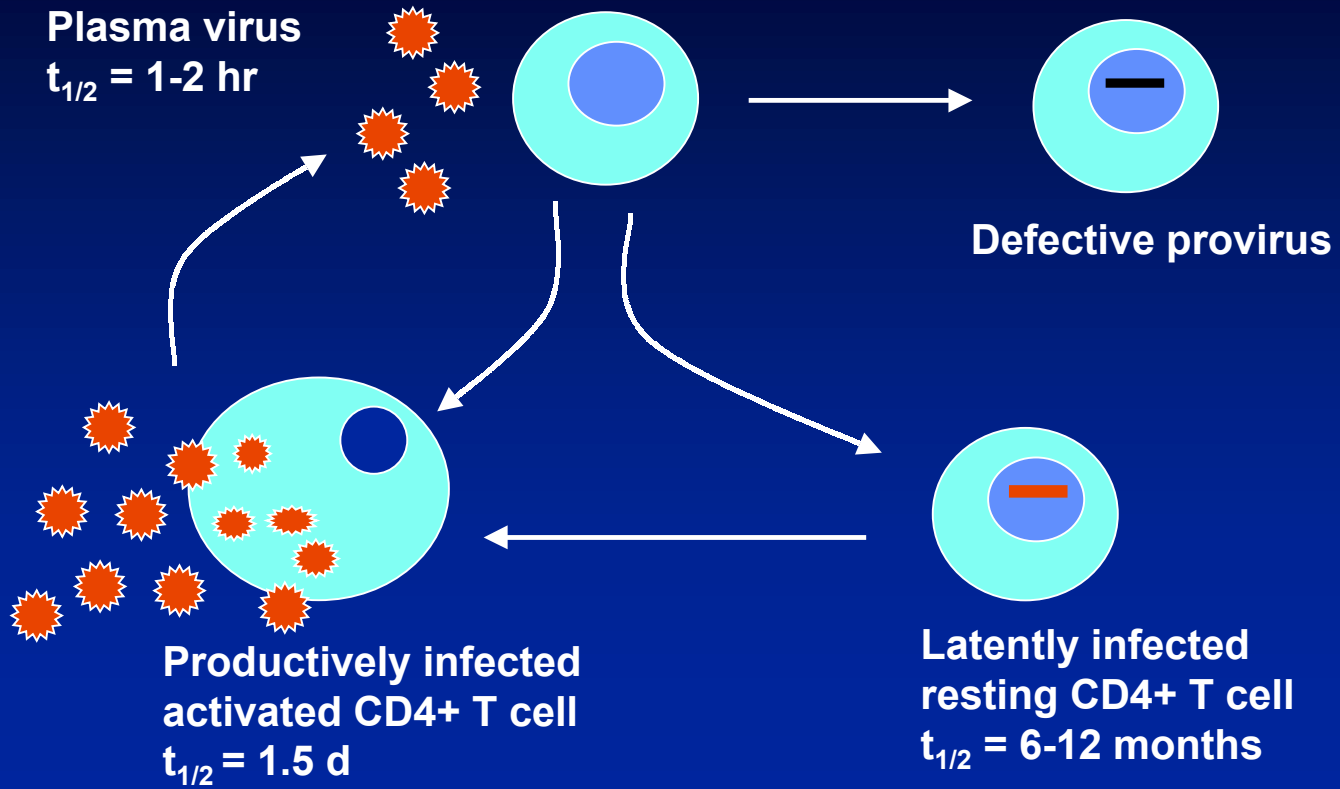 Plasma virus
t1/2 = 1-2 hr
Defective provirus
Productively infected
activated CD4+ T cell
t1/2 = 1.5 d
Latently infected
resting CD4+ T cell
t1/2 = 6-12 months